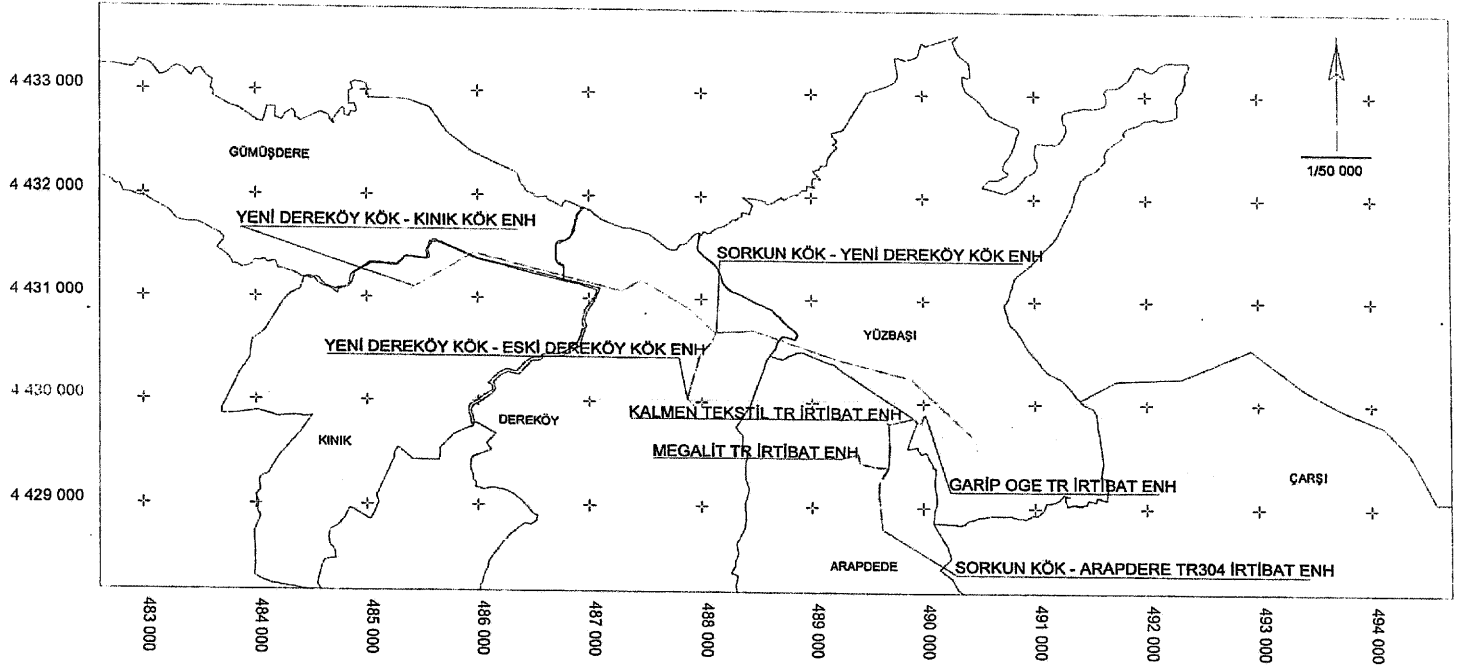 4 433 000
GÜMÜŞDERE
1/50 000
4 432 000
YENİ DEREKÖY KÖK - KINIK KÖK ENH
SORKUN KÖK - YENİ DEREKÖY KÖK ENH
4 431 000
YÜZBAŞI
YENİ DEREKÖY KÖK - ESKİ DEREKÖY KÖK ENH
4 430 000
KALMEN TEKSTİL TR İRTİBAT ENH
DEREKÖY
KINIK
MEGALİT TR İRTİBAT ENH
ÇARŞI
GARİP OGE TR İRTİBAT ENH
4 429 000
ARAPDEDE
SORKUN KÖK - ARAPDERE TR304 İRTİBAT ENH
483 000
484 000
485 000
486 000
487 000
488 000
489 000
490 000
491 000
492 000
493 000
494 000